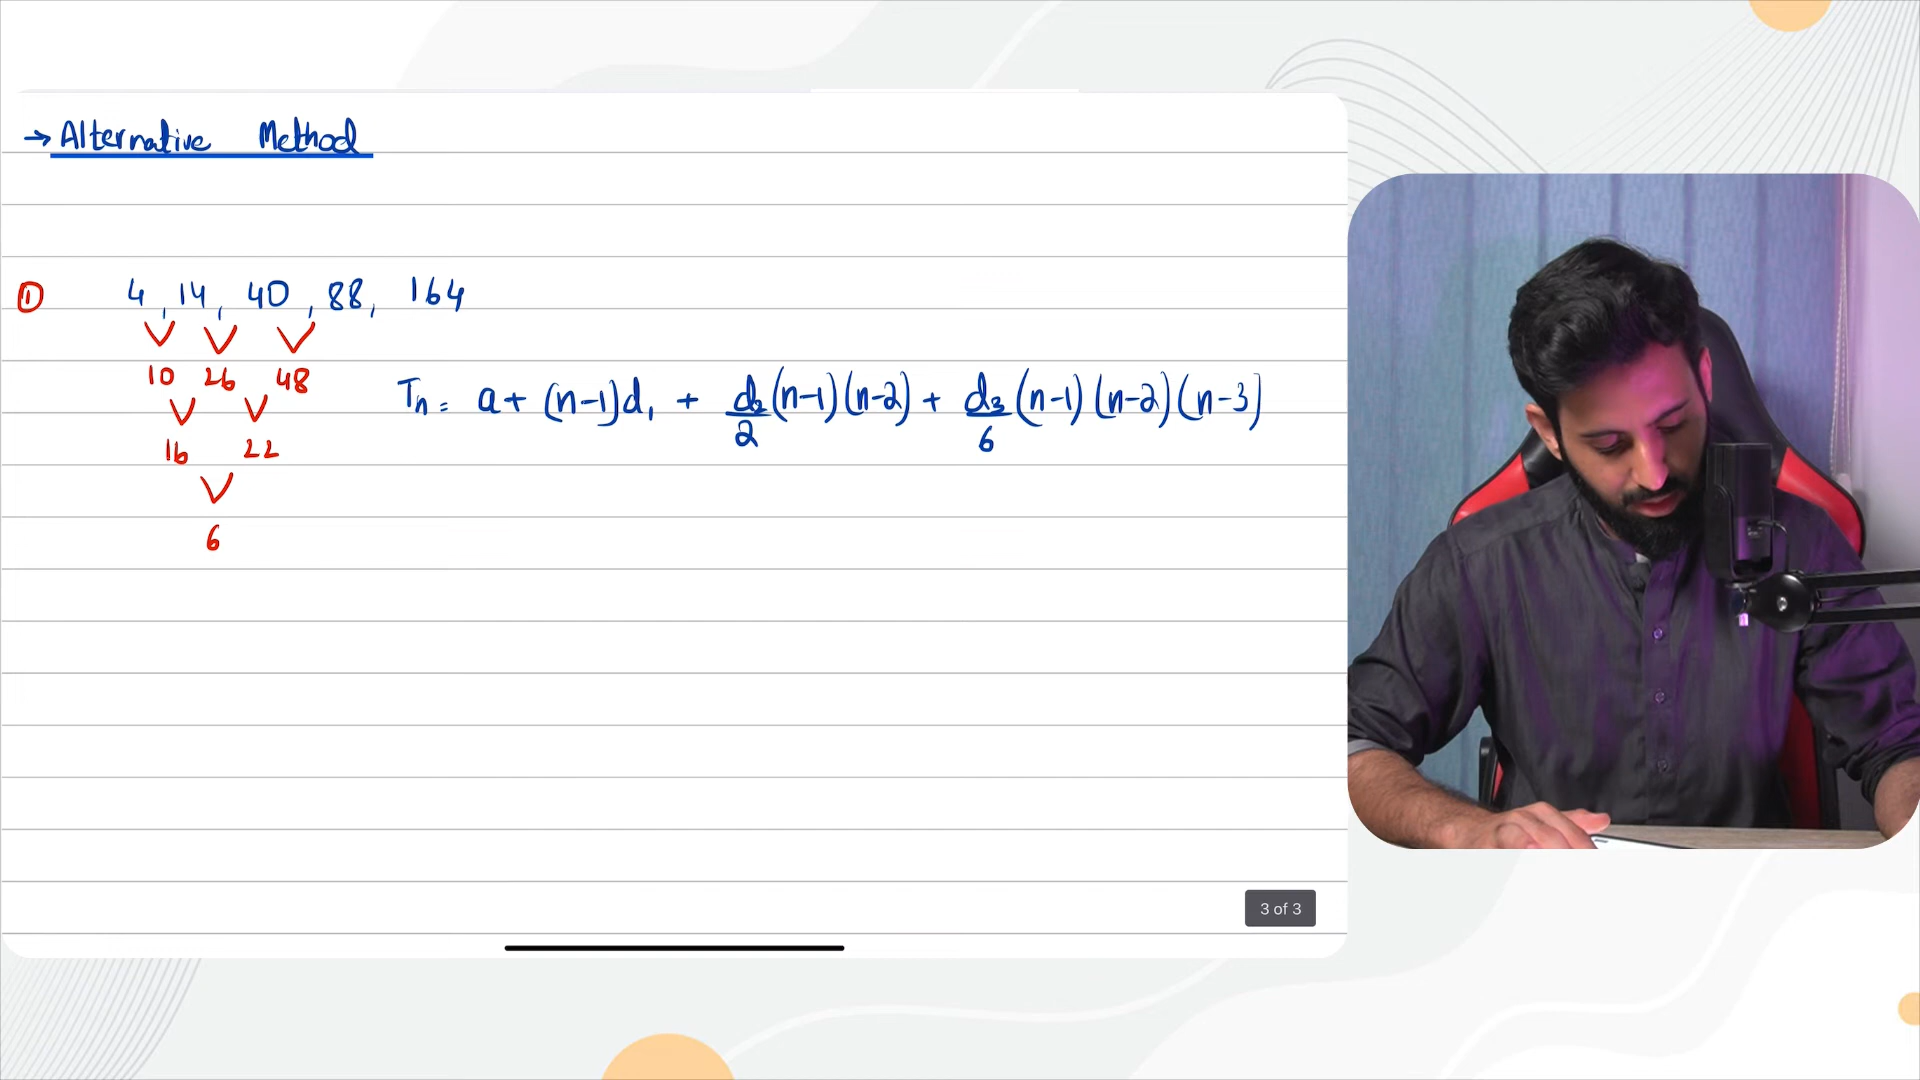 → Alternative Method
① 4, 14, 40, 88, 164
10 26 48
Tn = a + (n-1)d₁ + d₂/2 (n-1)(n-2) + d₃/6 (n-1)(n-2)(n-3)
16 22
6
3 of 3